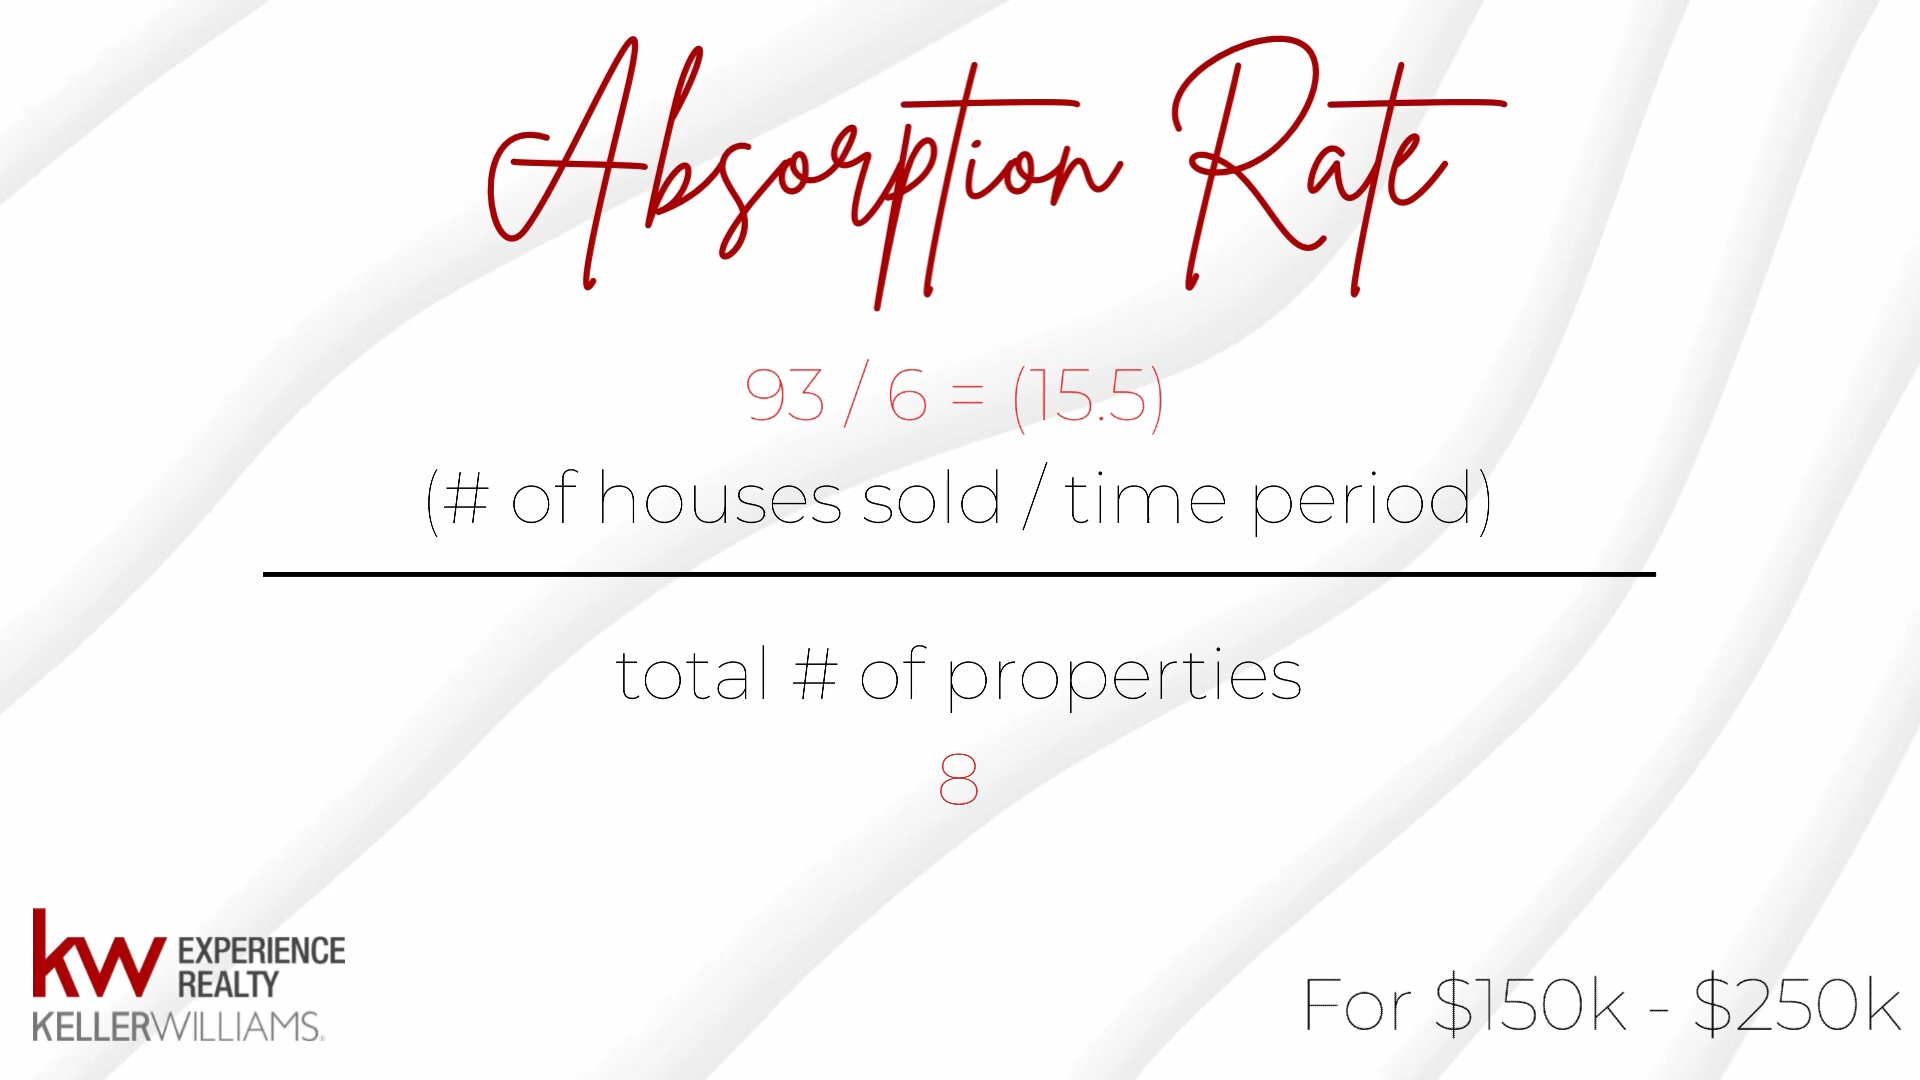 Absorption Rate
93 / 6 = (15.5)
(# of houses sold / time period)
total # of properties
8
kw EXPERIENCE
REALTY
KELLERWILLIAMS.
For $150k - $250k